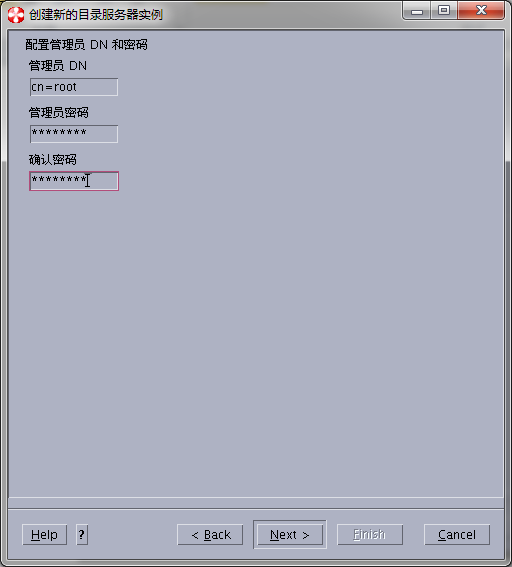 创建新的目录服务器实例
配置管理员 DN 和密码
管理员 DN
cn=root
管理员密码
********
确认密码
********
Help ? < Back Next > Finish Cancel